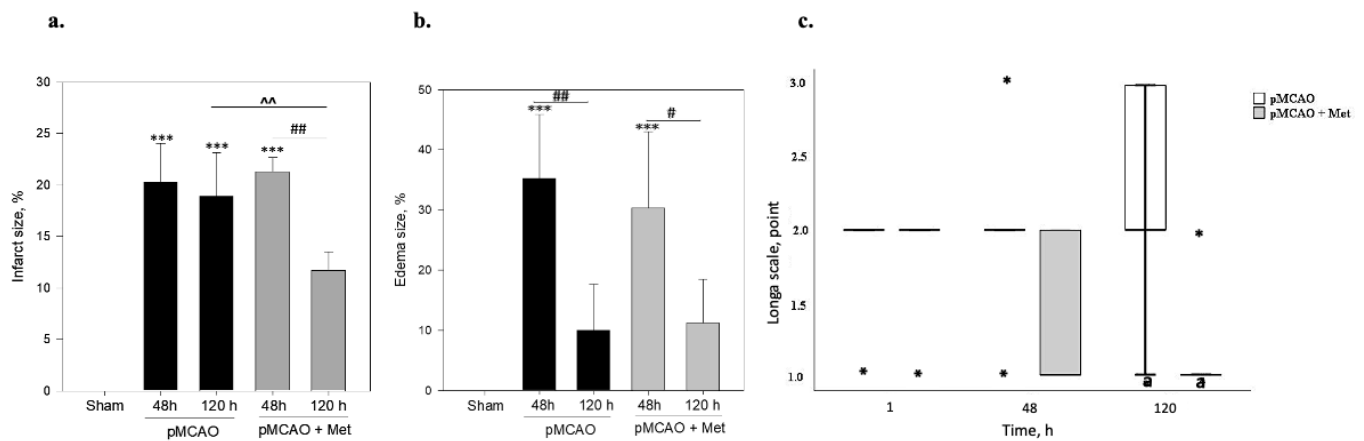 a.
b.
c.
Infarct size, %
30
25
20
15
10
5
0
***
***
***
^^
##
Sham
48h
120 h
48h
120 h
pMCAO
pMCAO + Met
Edema size, %
50
40
30
20
10
0
##
***
#
***
Sham
48h
120 h
48h
120 h
pMCAO
pMCAO + Met
Longa scale, point
3.0
2.5
2.0
1.5
1.0
*
*
*
*
*
a
a
pMCAO
pMCAO + Met
1
48
120
Time, h